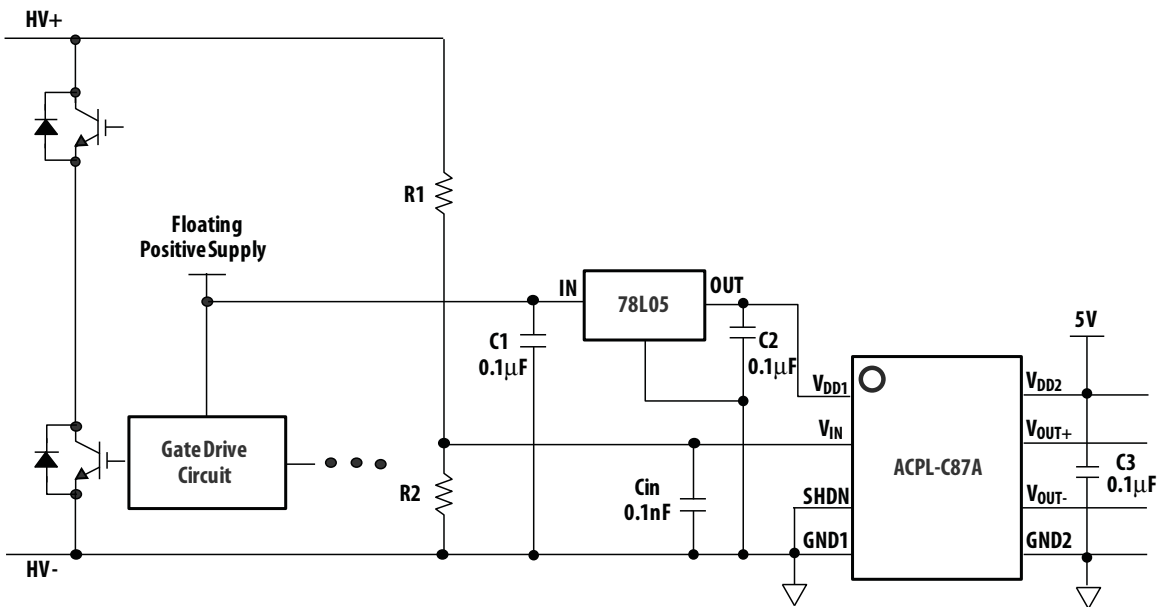 HV+
R1
Floating
Positive Supply
IN
78L05
OUT
C1
0.1μF
C2
0.1μF
5V
VDD1
VDD2
VIN
VOUT+
Gate Drive
Circuit
ACPL-C87A
C3
0.1μF
R2
Cin
0.1nF
SHDN
VOUT-
GND1
GND2
HV-